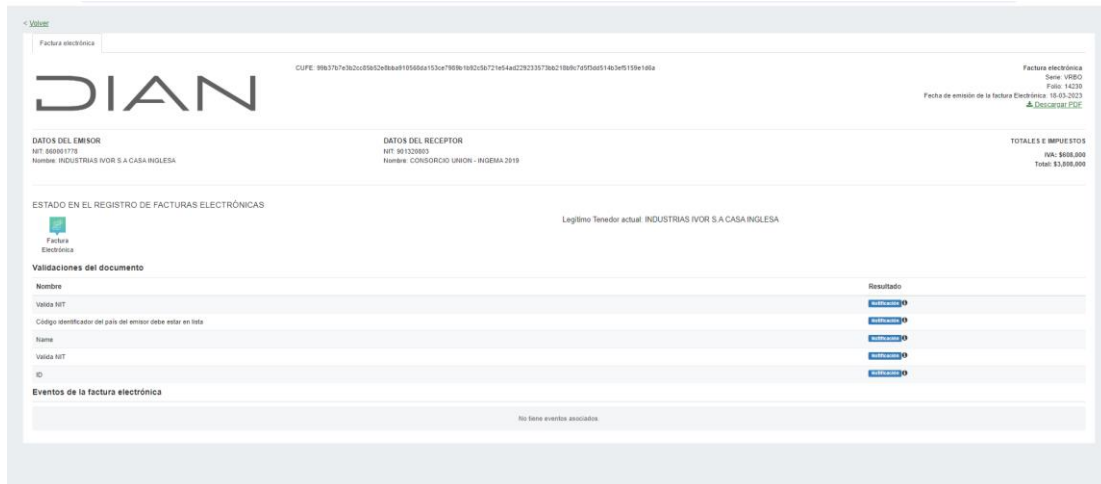 < Volver
Factura electrónica
DIAN
CUFE: 99b37b7e3b2cc85b52e8bba910566da153ce7989b1b92c5b721e54ad229233573bb218b9c7d5f3dd514b3ef5159e1d6a
Factura electrónica
Serie: VRBO
Folio: 14230
Fecha de emisión de la factura Electrónica: 18-03-2023
Descargar PDF
DATOS DEL EMISOR
NIT: 860001778
Nombre: INDUSTRIAS IVOR S.A CASA INGLESA
DATOS DEL RECEPTOR
NIT: 901320803
Nombre: CONSORCIO UNION - INGEMA 2019
TOTALES E IMPUESTOS
IVA: $608,000
Total: $3,808,000
ESTADO EN EL REGISTRO DE FACTURAS ELECTRÓNICAS
Factura
Electrónica
Legítimo Tenedor actual: INDUSTRIAS IVOR S.A CASA INGLESA
Validaciones del documento
Nombre Resultado
Valida NIT Notificación
Código identificador del país del emisor debe estar en lista Notificación
Name Notificación
Valida NIT Notificación
ID Notificación
Eventos de la factura electrónica
No tiene eventos asociados